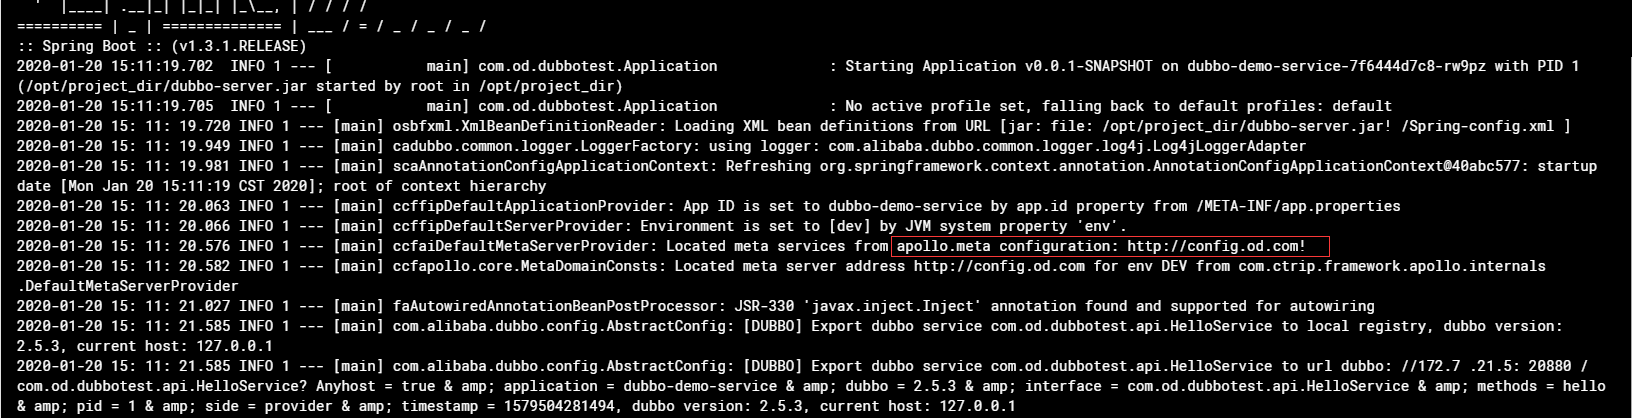 '  |____| .__|_| |_|_| |_\__, | / / / /
========== | _ | ============== | ___ / = / _ / _ / _ /
:: Spring Boot :: (v1.3.1.RELEASE)
2020-01-20 15:11:19.702  INFO 1 --- [           main] com.od.dubbotest.Application             : Starting Application v0.0.1-SNAPSHOT on dubbo-demo-service-7f6444d7c8-rw9pz with PID 1
(/opt/project_dir/dubbo-server.jar started by root in /opt/project_dir)
2020-01-20 15:11:19.705  INFO 1 --- [           main] com.od.dubbotest.Application             : No active profile set, falling back to default profiles: default
2020-01-20 15: 11: 19.720 INFO 1 --- [main] osbfxml.XmlBeanDefinitionReader: Loading XML bean definitions from URL [jar: file: /opt/project_dir/dubbo-server.jar! /Spring-config.xml ]
2020-01-20 15: 11: 19.949 INFO 1 --- [main] cadubbo.common.logger.LoggerFactory: using logger: com.alibaba.dubbo.common.logger.log4j.Log4jLoggerAdapter
2020-01-20 15: 11: 19.981 INFO 1 --- [main] scaAnnotationConfigApplicationContext: Refreshing org.springframework.context.annotation.AnnotationConfigApplicationContext@40abc577: startup
date [Mon Jan 20 15:11:19 CST 2020]; root of context hierarchy
2020-01-20 15: 11: 20.063 INFO 1 --- [main] ccffipDefaultApplicationProvider: App ID is set to dubbo-demo-service by app.id property from /META-INF/app.properties
2020-01-20 15: 11: 20.066 INFO 1 --- [main] ccffipDefaultServerProvider: Environment is set to [dev] by JVM system property 'env'.
2020-01-20 15: 11: 20.576 INFO 1 --- [main] ccfaiDefaultMetaServerProvider: Located meta services from apollo.meta configuration: http://config.od.com!
2020-01-20 15: 11: 20.582 INFO 1 --- [main] ccfapollo.core.MetaDomainConsts: Located meta server address http://config.od.com for env DEV from com.ctrip.framework.apollo.internals
.DefaultMetaServerProvider
2020-01-20 15: 11: 21.027 INFO 1 --- [main] faAutowiredAnnotationBeanPostProcessor: JSR-330 'javax.inject.Inject' annotation found and supported for autowiring
2020-01-20 15: 11: 21.585 INFO 1 --- [main] com.alibaba.dubbo.config.AbstractConfig: [DUBBO] Export dubbo service com.od.dubbotest.api.HelloService to local registry, dubbo version:
2.5.3, current host: 127.0.0.1
2020-01-20 15: 11: 21.585 INFO 1 --- [main] com.alibaba.dubbo.config.AbstractConfig: [DUBBO] Export dubbo service com.od.dubbotest.api.HelloService to url dubbo: //172.7 .21.5: 20880 /
com.od.dubbotest.api.HelloService? Anyhost = true & amp; application = dubbo-demo-service & amp; dubbo = 2.5.3 & amp; interface = com.od.dubbotest.api.HelloService & amp; methods = hello
& amp; pid = 1 & amp; side = provider & amp; timestamp = 1579504281494, dubbo version: 2.5.3, current host: 127.0.0.1